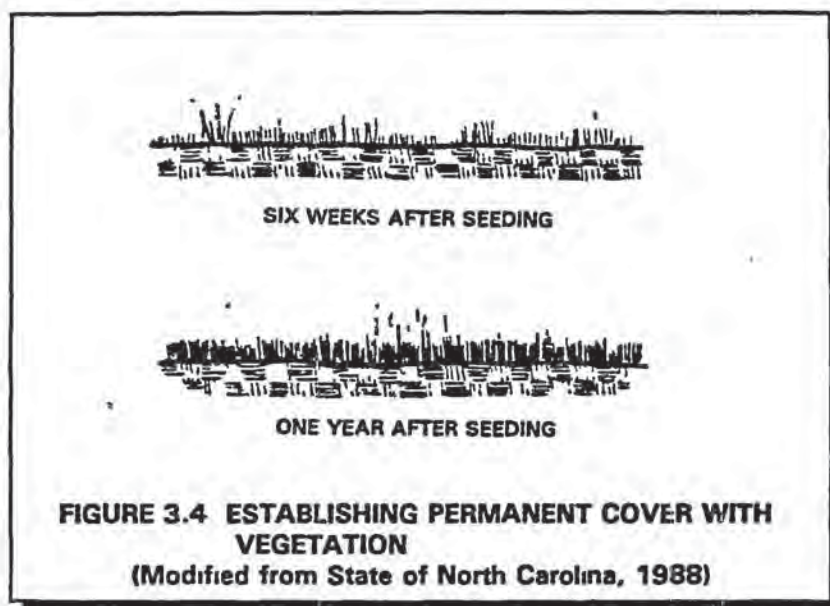 SIX WEEKS AFTER SEEDING
ONE YEAR AFTER SEEDING
FIGURE 3.4 ESTABLISHING PERMANENT COVER WITH
VEGETATION
(Modified from State of North Carolina, 1988)